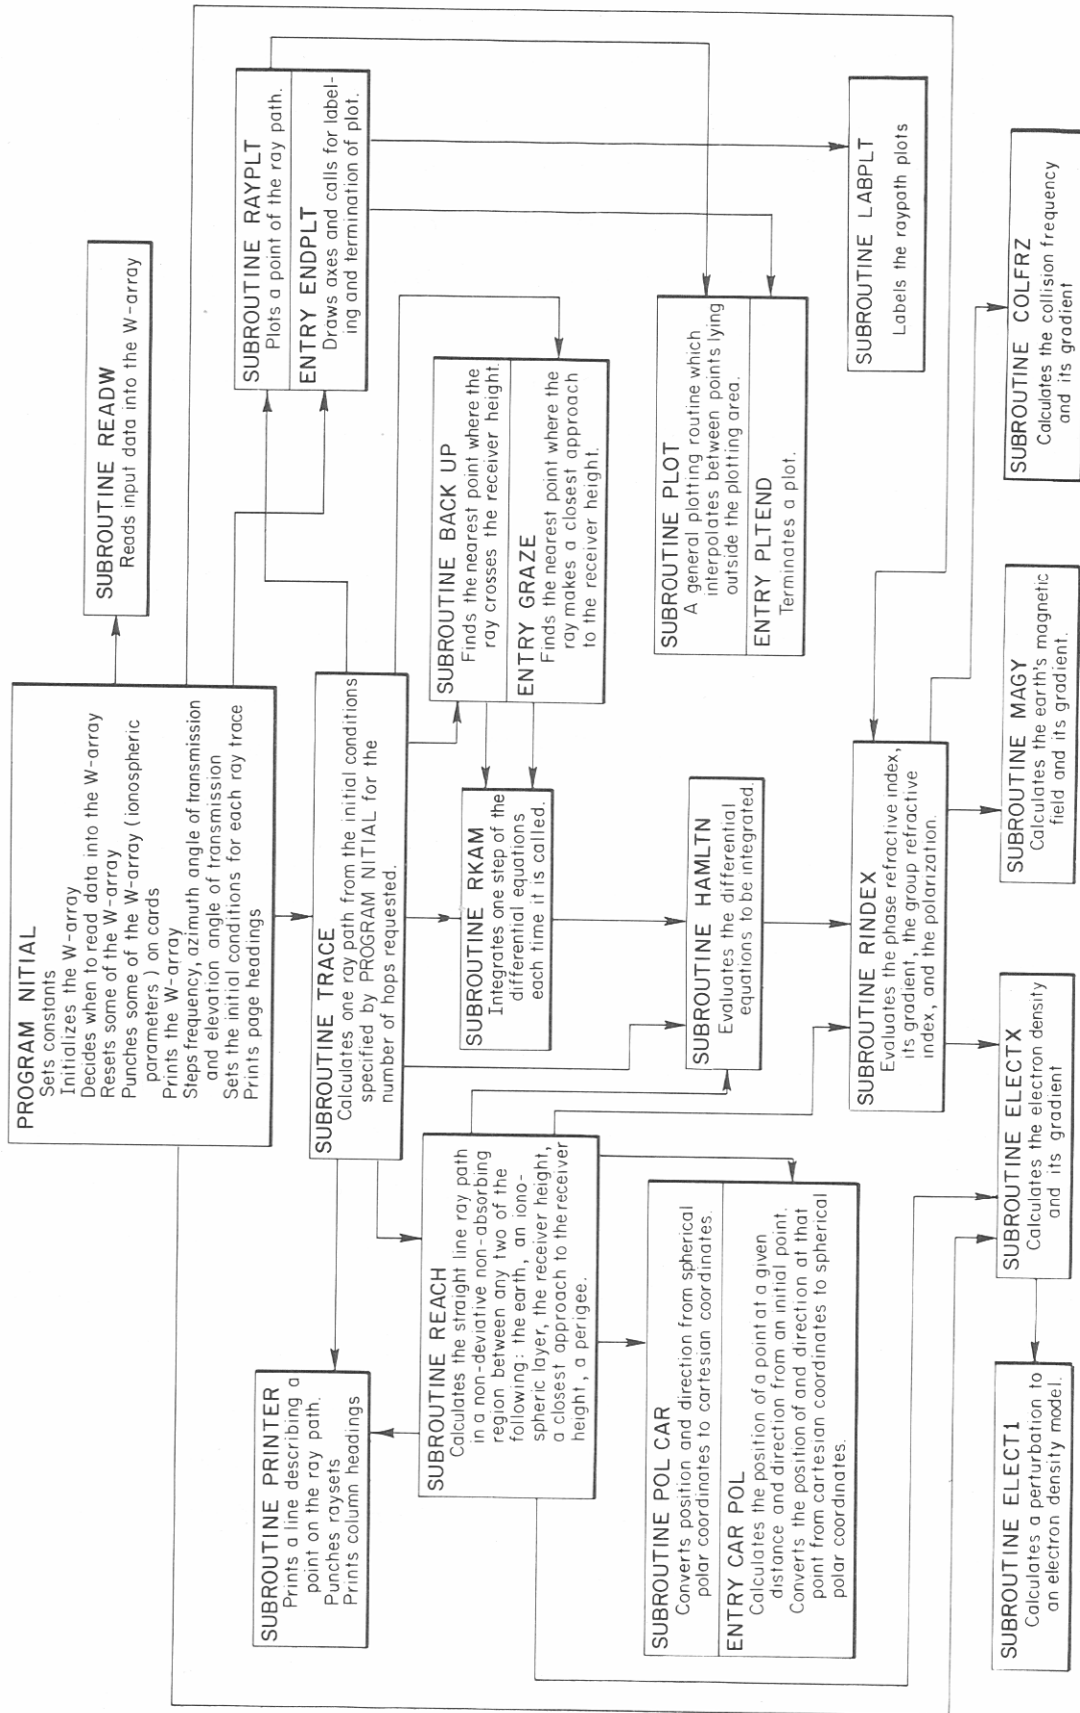 PROGRAM NITIAL
Sets constants
Initializes the W-array
Decides when to read data into the W-array
Resets some of the W-array
Punches some of the W-array (ionospheric
parameters) on cards
Prints the W-array
Steps frequency, azimuth angle of transmission
and elevation angle of transmission
Sets the initial conditions for each ray trace
Prints page headings
SUBROUTINE READW
Reads input data into the W-array
SUBROUTINE RAYPLT
Plots a point of the ray path.
ENTRY ENDPLT
Draws axes and calls for label-
ing and termination of plot.
SUBROUTINE PRINTER
Prints a line describing a
point on the ray path.
Punches raysets
Prints column headings
SUBROUTINE TRACE
Calculates one ray path from the initial conditions
specified by PROGRAM NITIAL for the
number of hops requested.
SUBROUTINE REACH
Calculates the straight line ray path
in a non-deviative non-absorbing
region between any two of the
following: the earth, an iono-
spheric layer, the receiver height,
a closest approach to the receiver
height, a perigee.
SUBROUTINE RKAM
Integrates one step of the
differential equations
each time it is called.
SUBROUTINE BACK UP
Finds the nearest point where the
ray crosses the receiver height.
ENTRY GRAZE
Finds the nearest point where the
ray makes a closest approach
to the receiver height.
SUBROUTINE POL CAR
Converts position and direction from spherical
polar coordinates to cartesian coordinates.
ENTRY CAR POL
Calculates the position of a point at a given
distance and direction from an initial point.
Converts the position of and direction at that
point from cartesian coordinates to spherical
polar coordinates.
SUBROUTINE HAMLTN
Evaluates the differential
equations to be integrated.
SUBROUTINE PLOT
A general plotting routine which
interpolates between points lying
outside the plotting area.
ENTRY PLTEND
Terminates a plot.
SUBROUTINE LABPLT
Labels the raypath plots
SUBROUTINE RINDEX
Evaluates the phase refractive index,
its gradient, the group refractive
index, and the polarization.
SUBROUTINE ELECT1
Calculates a perturbation to
an electron density model.
SUBROUTINE ELECTX
Calculates the electron density
and its gradient
SUBROUTINE MAGY
Calculates the earth's magnetic
field and its gradient.
SUBROUTINE COLFRZ
Calculates the collision frequency
and its gradient